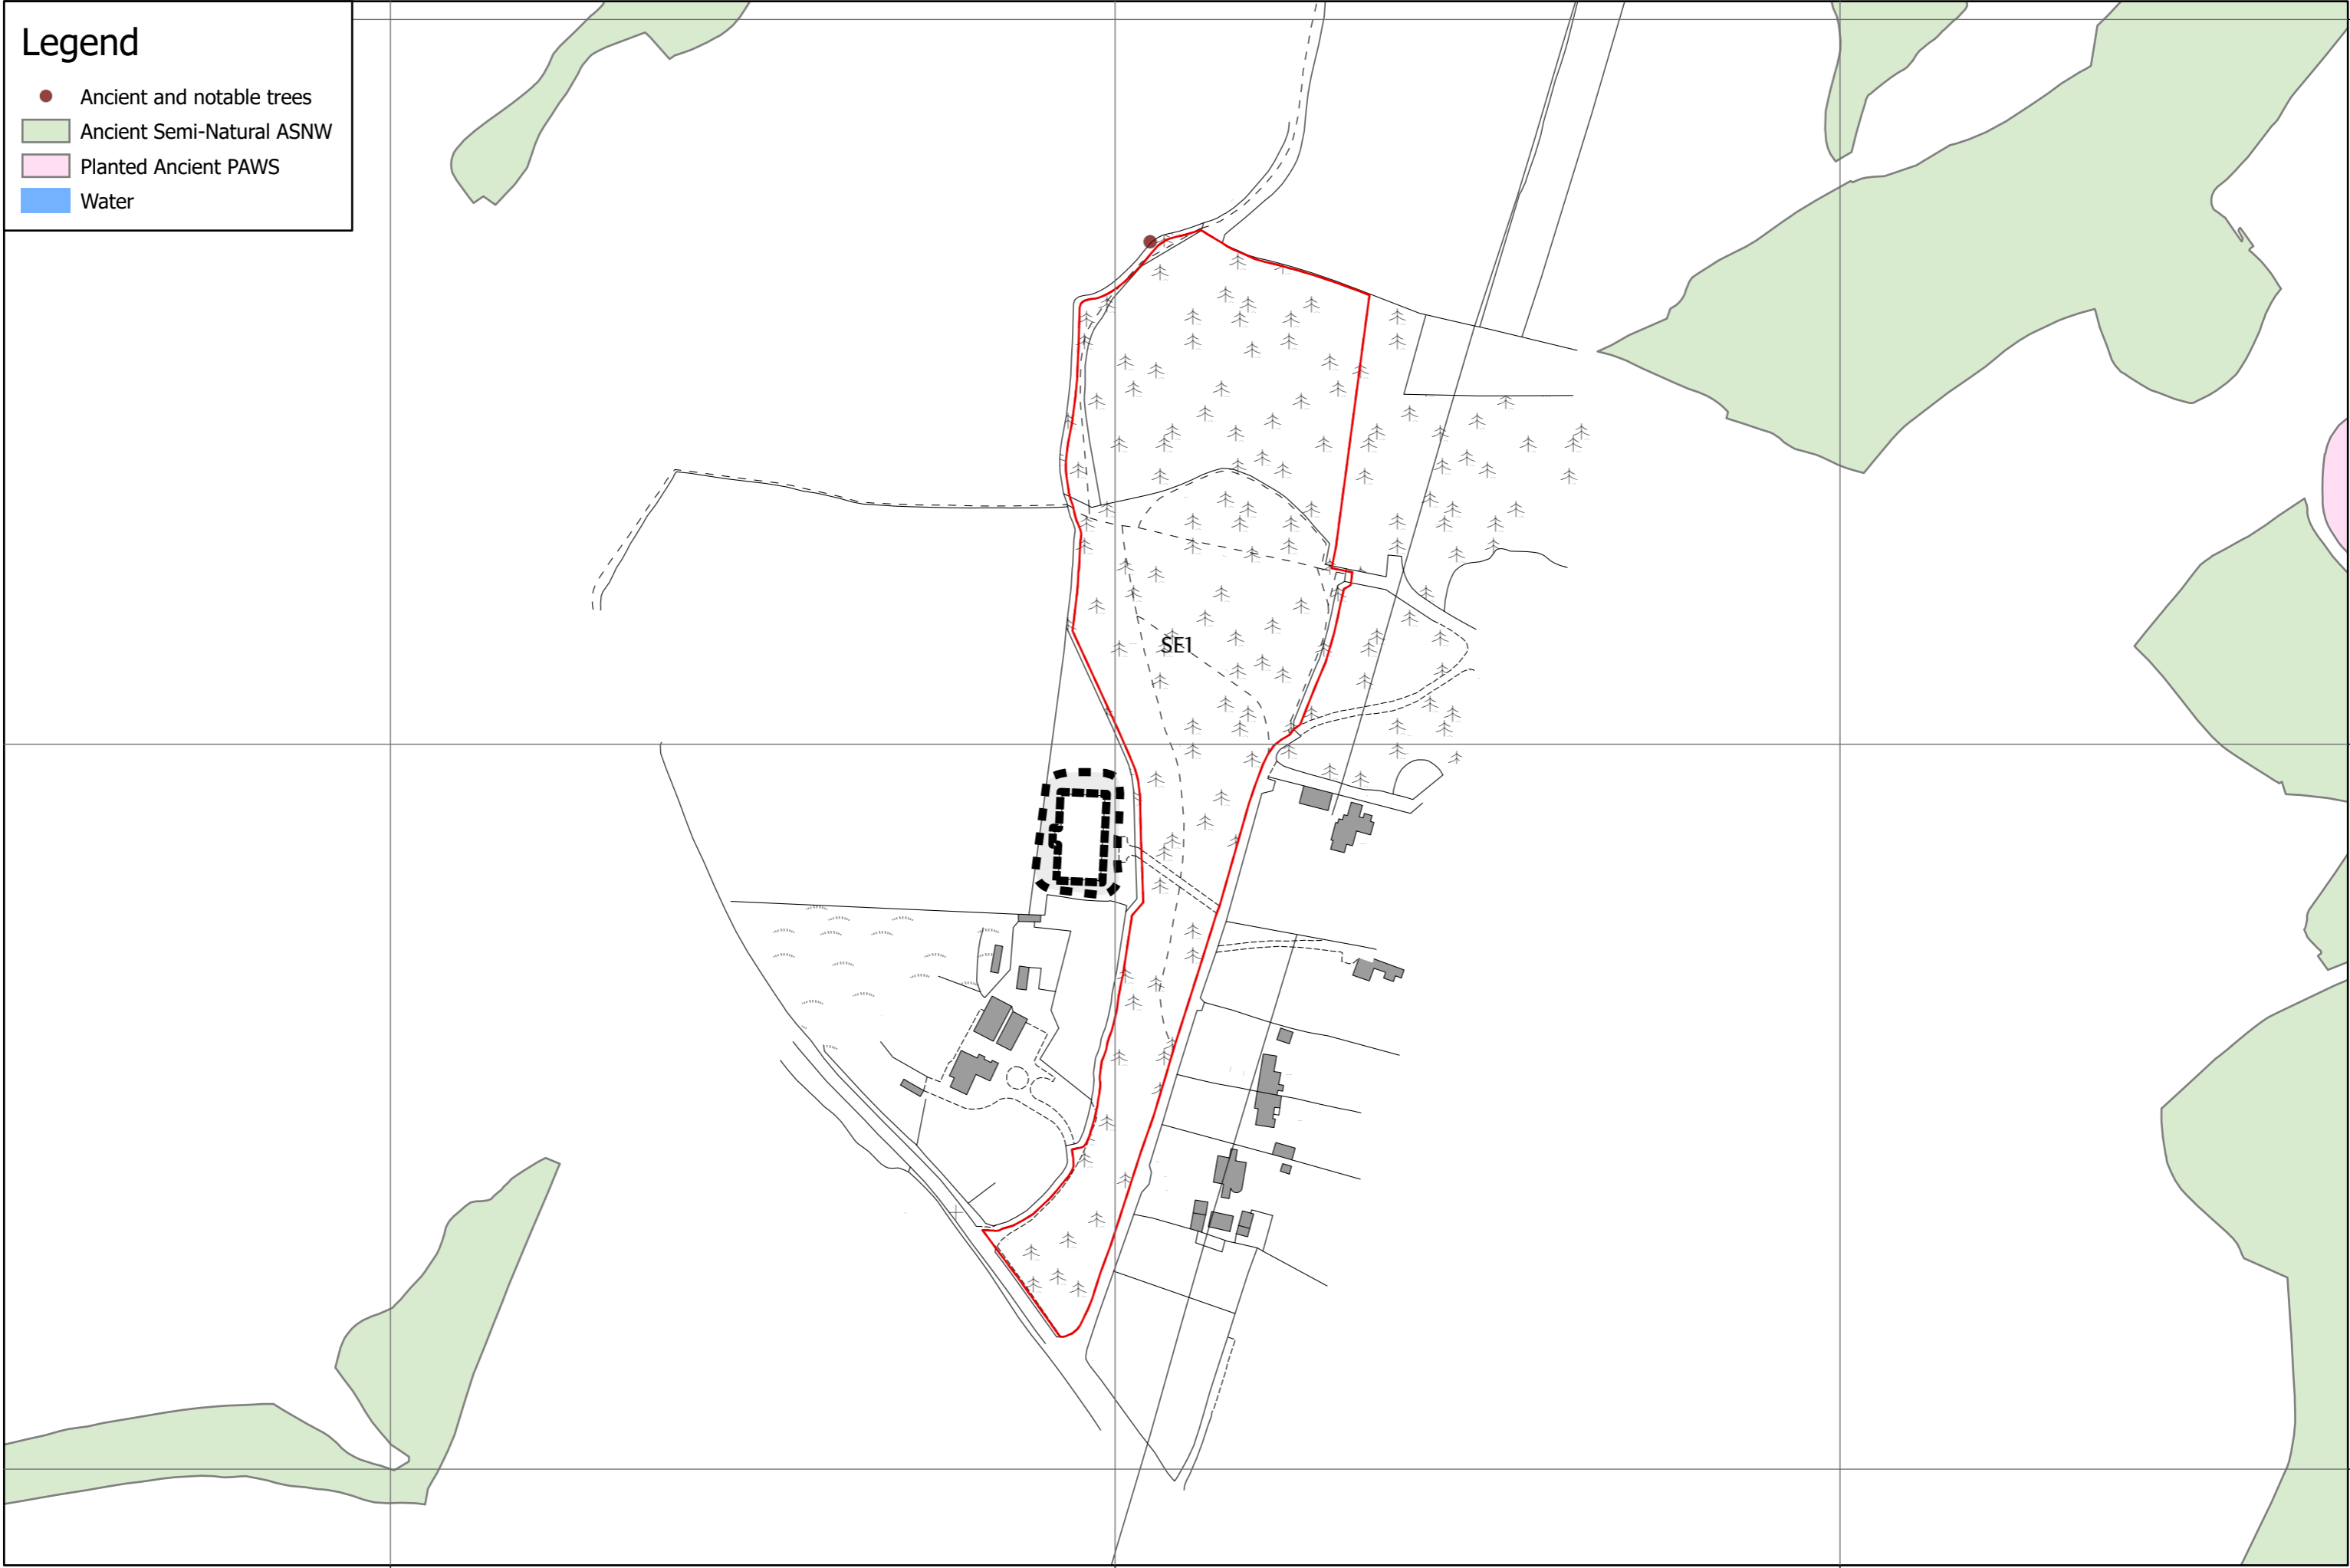 Legend
Ancient and notable trees
Ancient Semi-Natural ASNW
Planted Ancient PAWS
Water
SE1